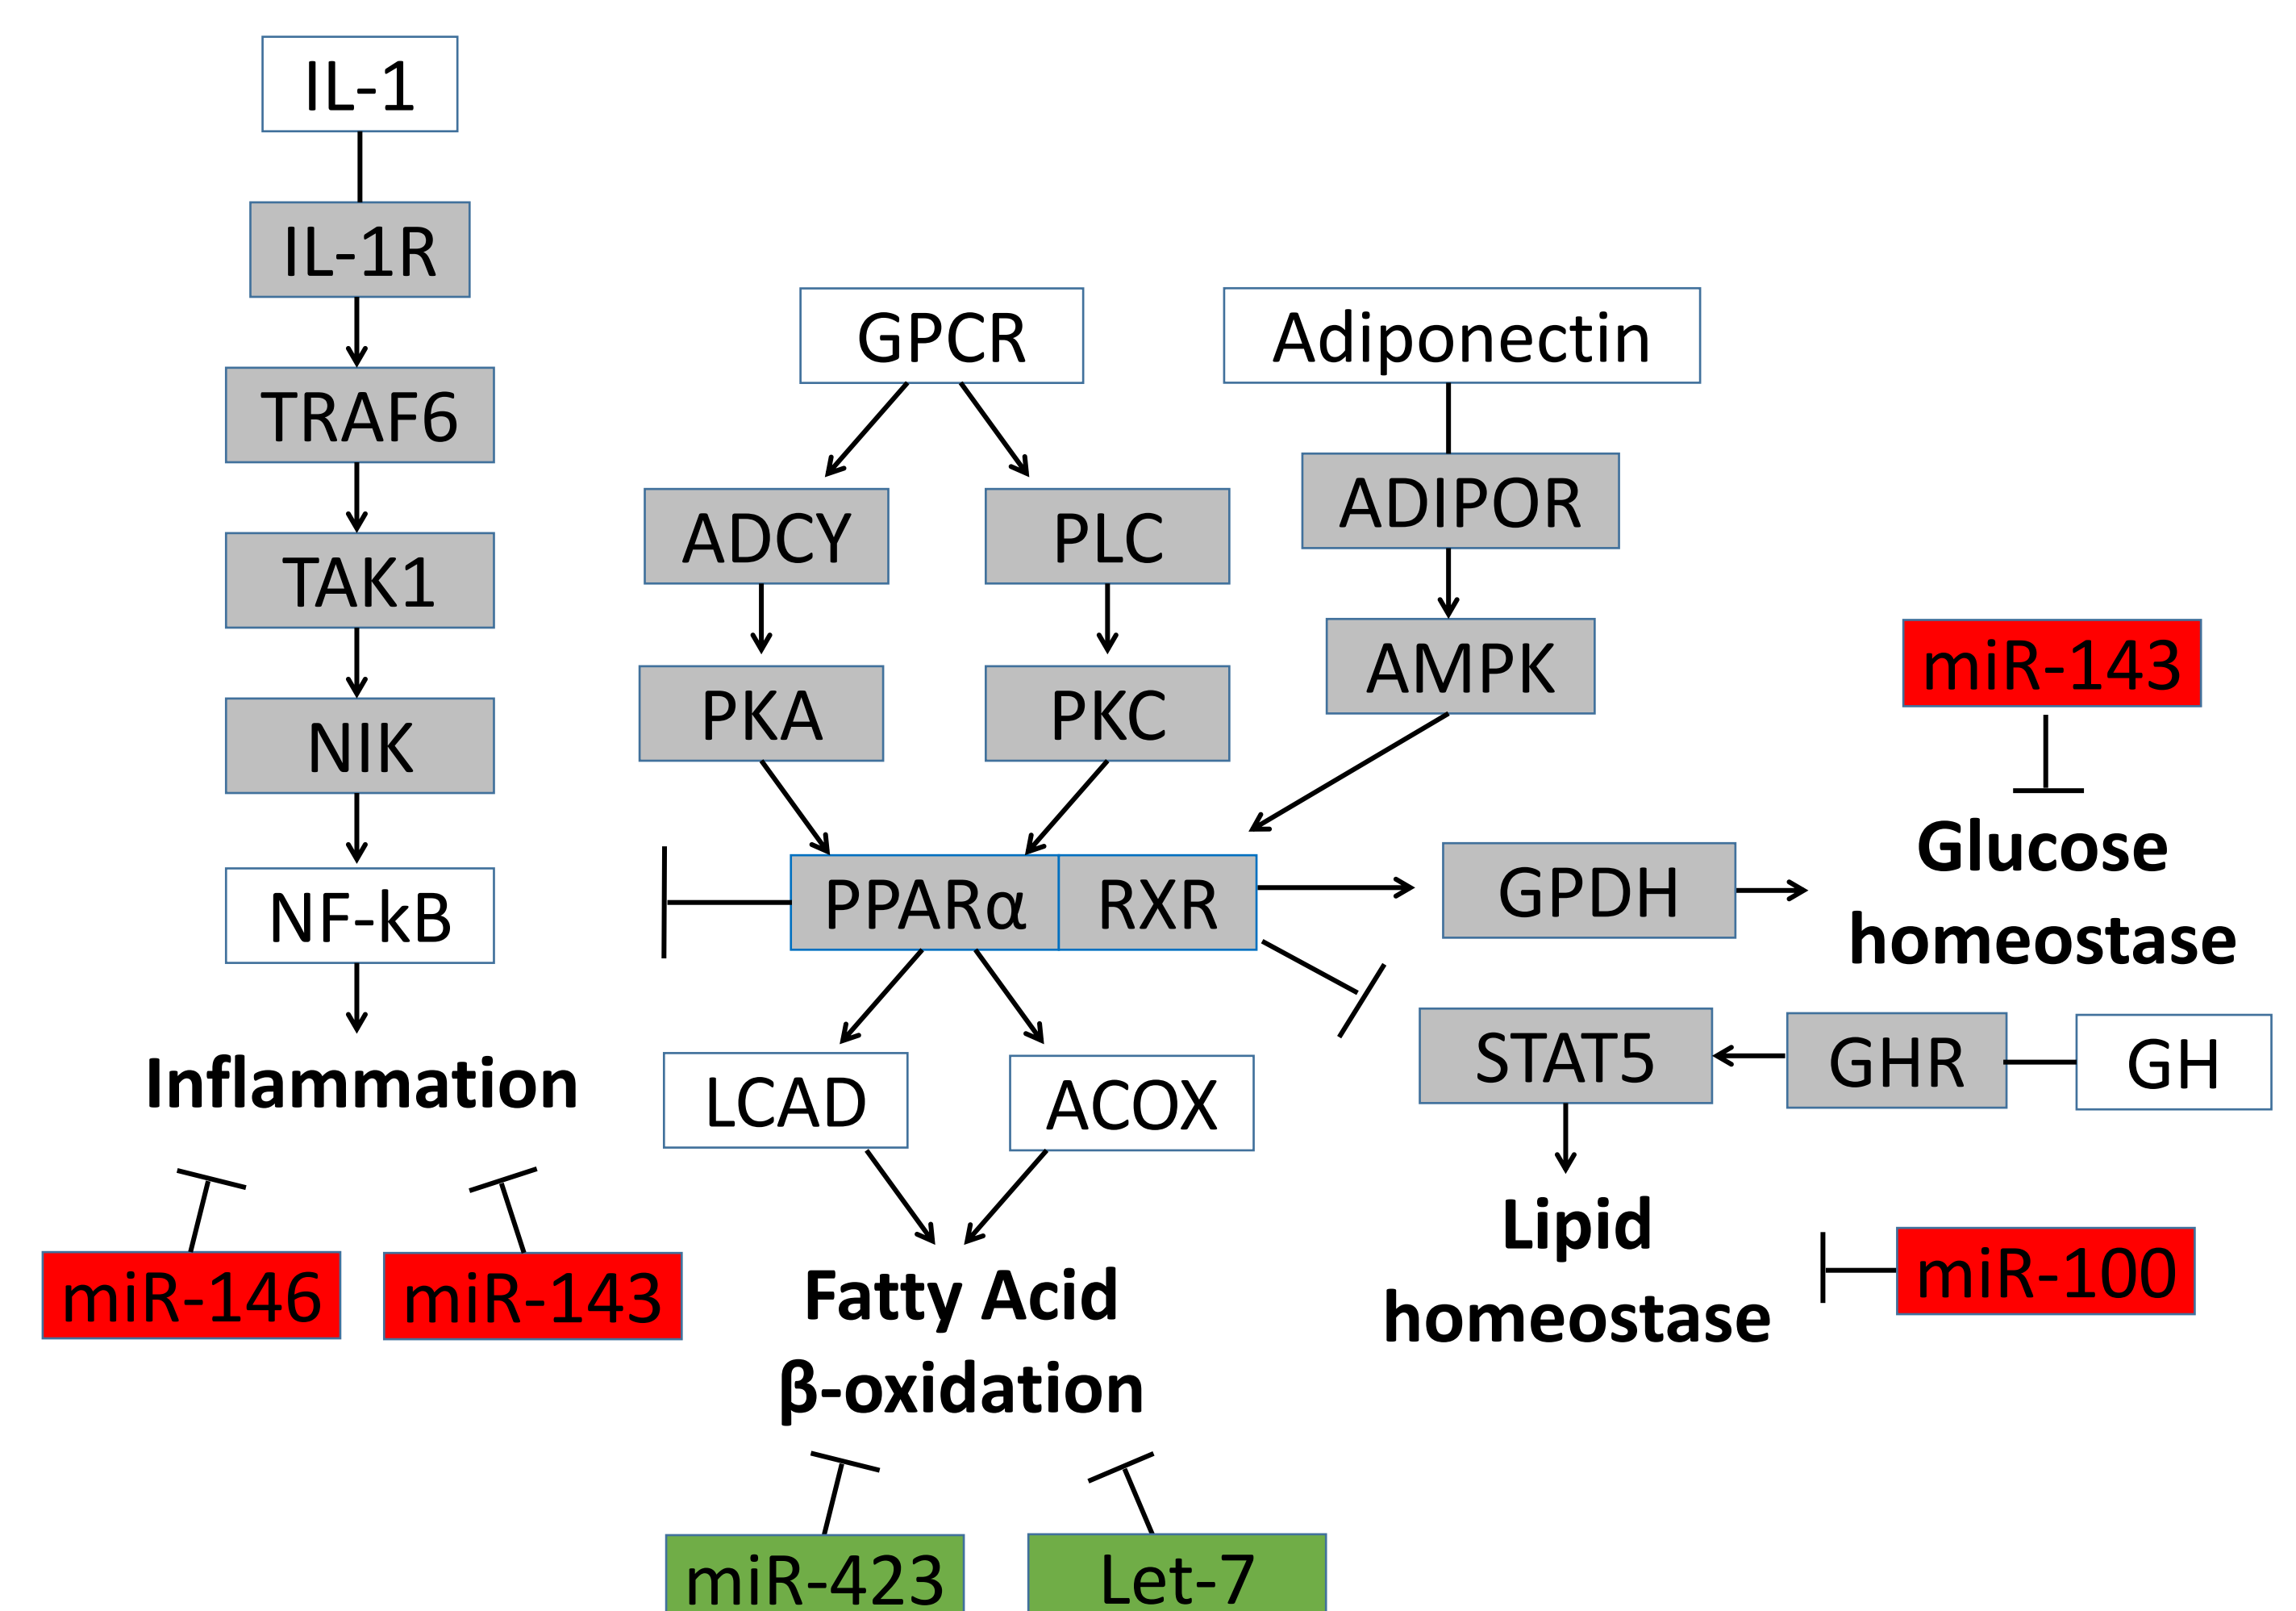 IL-1
IL-1R
TRAF6
TAK1
NIK
NF-kB
Inflammation
miR-146
miR-143
GPCR
ADCY
PLC
PKA
PKC
PPARα
RXR
LCAD
ACOX
Fatty Acid
β-oxidation
miR-423
Let-7
Adiponectin
ADIPOR
AMPK
GPDH
miR-143
Glucose
homeostase
STAT5
GHR
GH
Lipid
homeostase
miR-100